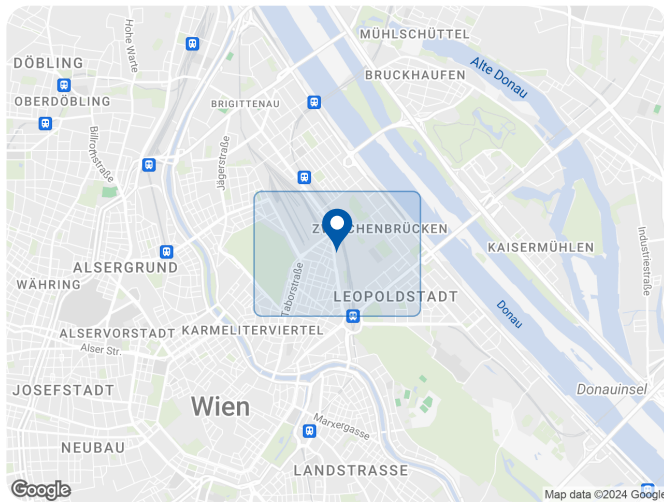 MÜHLSCHÜTTEL
Hohe Warte
DÖBLING
Alte Donau
BRUCKHAUFEN
OBERDÖBLING
BRIGITTENAU
Billrothstraße
Jägerstraße
ZWISCHENBRÜCKEN
KAISERMÜHLEN
Industriestraße
ALSERGRUND
Taborstraße
WÄHRING
LEOPOLDSTADT
Donau
ALSERVORSTADT
KARMELITERVIERTEL
Alser Str.
JOSEFSTADT
Donauinsel
Wien
Marxergasse
NEUBAU
LANDSTRASSE
Google
Map data ©2024 Google